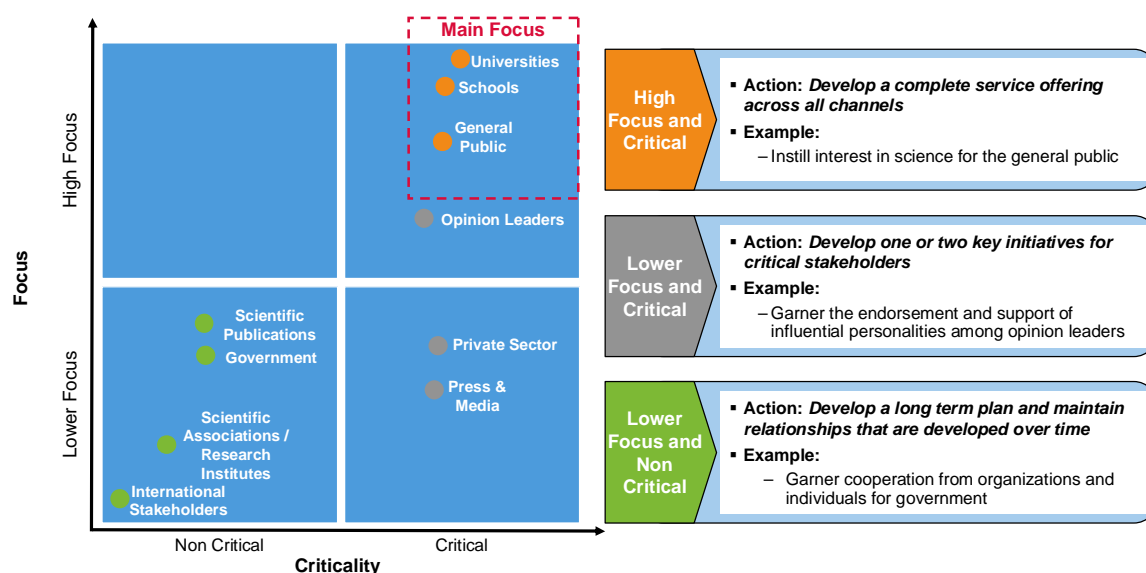 Main Focus
Universities
Schools
General
Public
Opinion Leaders
Scientific
Publications
Government
Scientific
Associations /
Research
Institutes
International
Stakeholders
Private Sector
Press &
Media
High Focus
Lower Focus
Focus
Non Critical
Critical
Criticality
High
Focus and
Critical
▪ Action: Develop a complete service offering
across all channels
▪ Example:
– Instill interest in science for the general public
Lower
Focus and
Critical
▪ Action: Develop one or two key initiatives for
critical stakeholders
▪ Example:
– Garner the endorsement and support of
influential personalities among opinion leaders
Lower
Focus and
Non
Critical
▪ Action: Develop a long term plan and maintain
relationships that are developed over time
▪ Example:
– Garner cooperation from organizations and
individuals for government